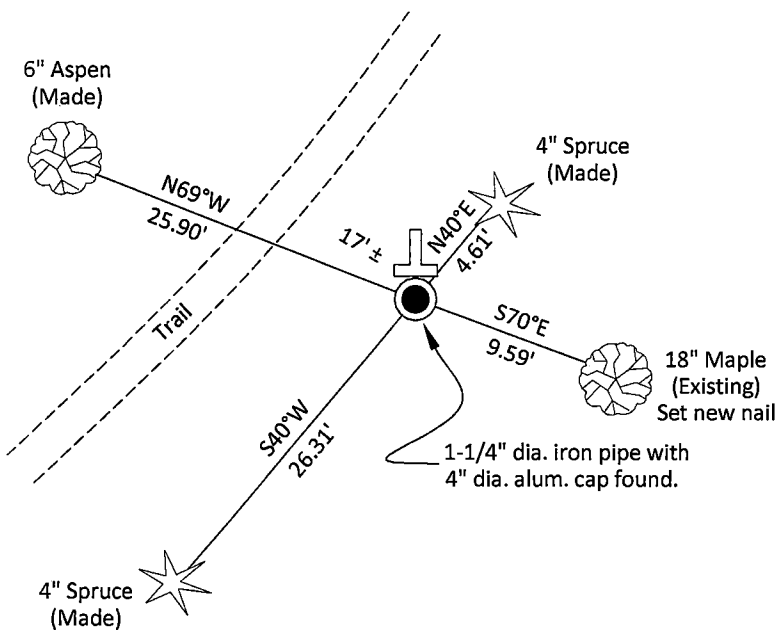 6" Aspen
(Made)
4" Spruce
(Made)
N69°W
25.90'
17' ±
N40°E
4.61'
Trail
S70°E
9.59'
18" Maple
(Existing)
Set new nail
S40°W
26.31'
1-1/4" dia. iron pipe with
4" dia. alum. cap found.
4" Spruce
(Made)